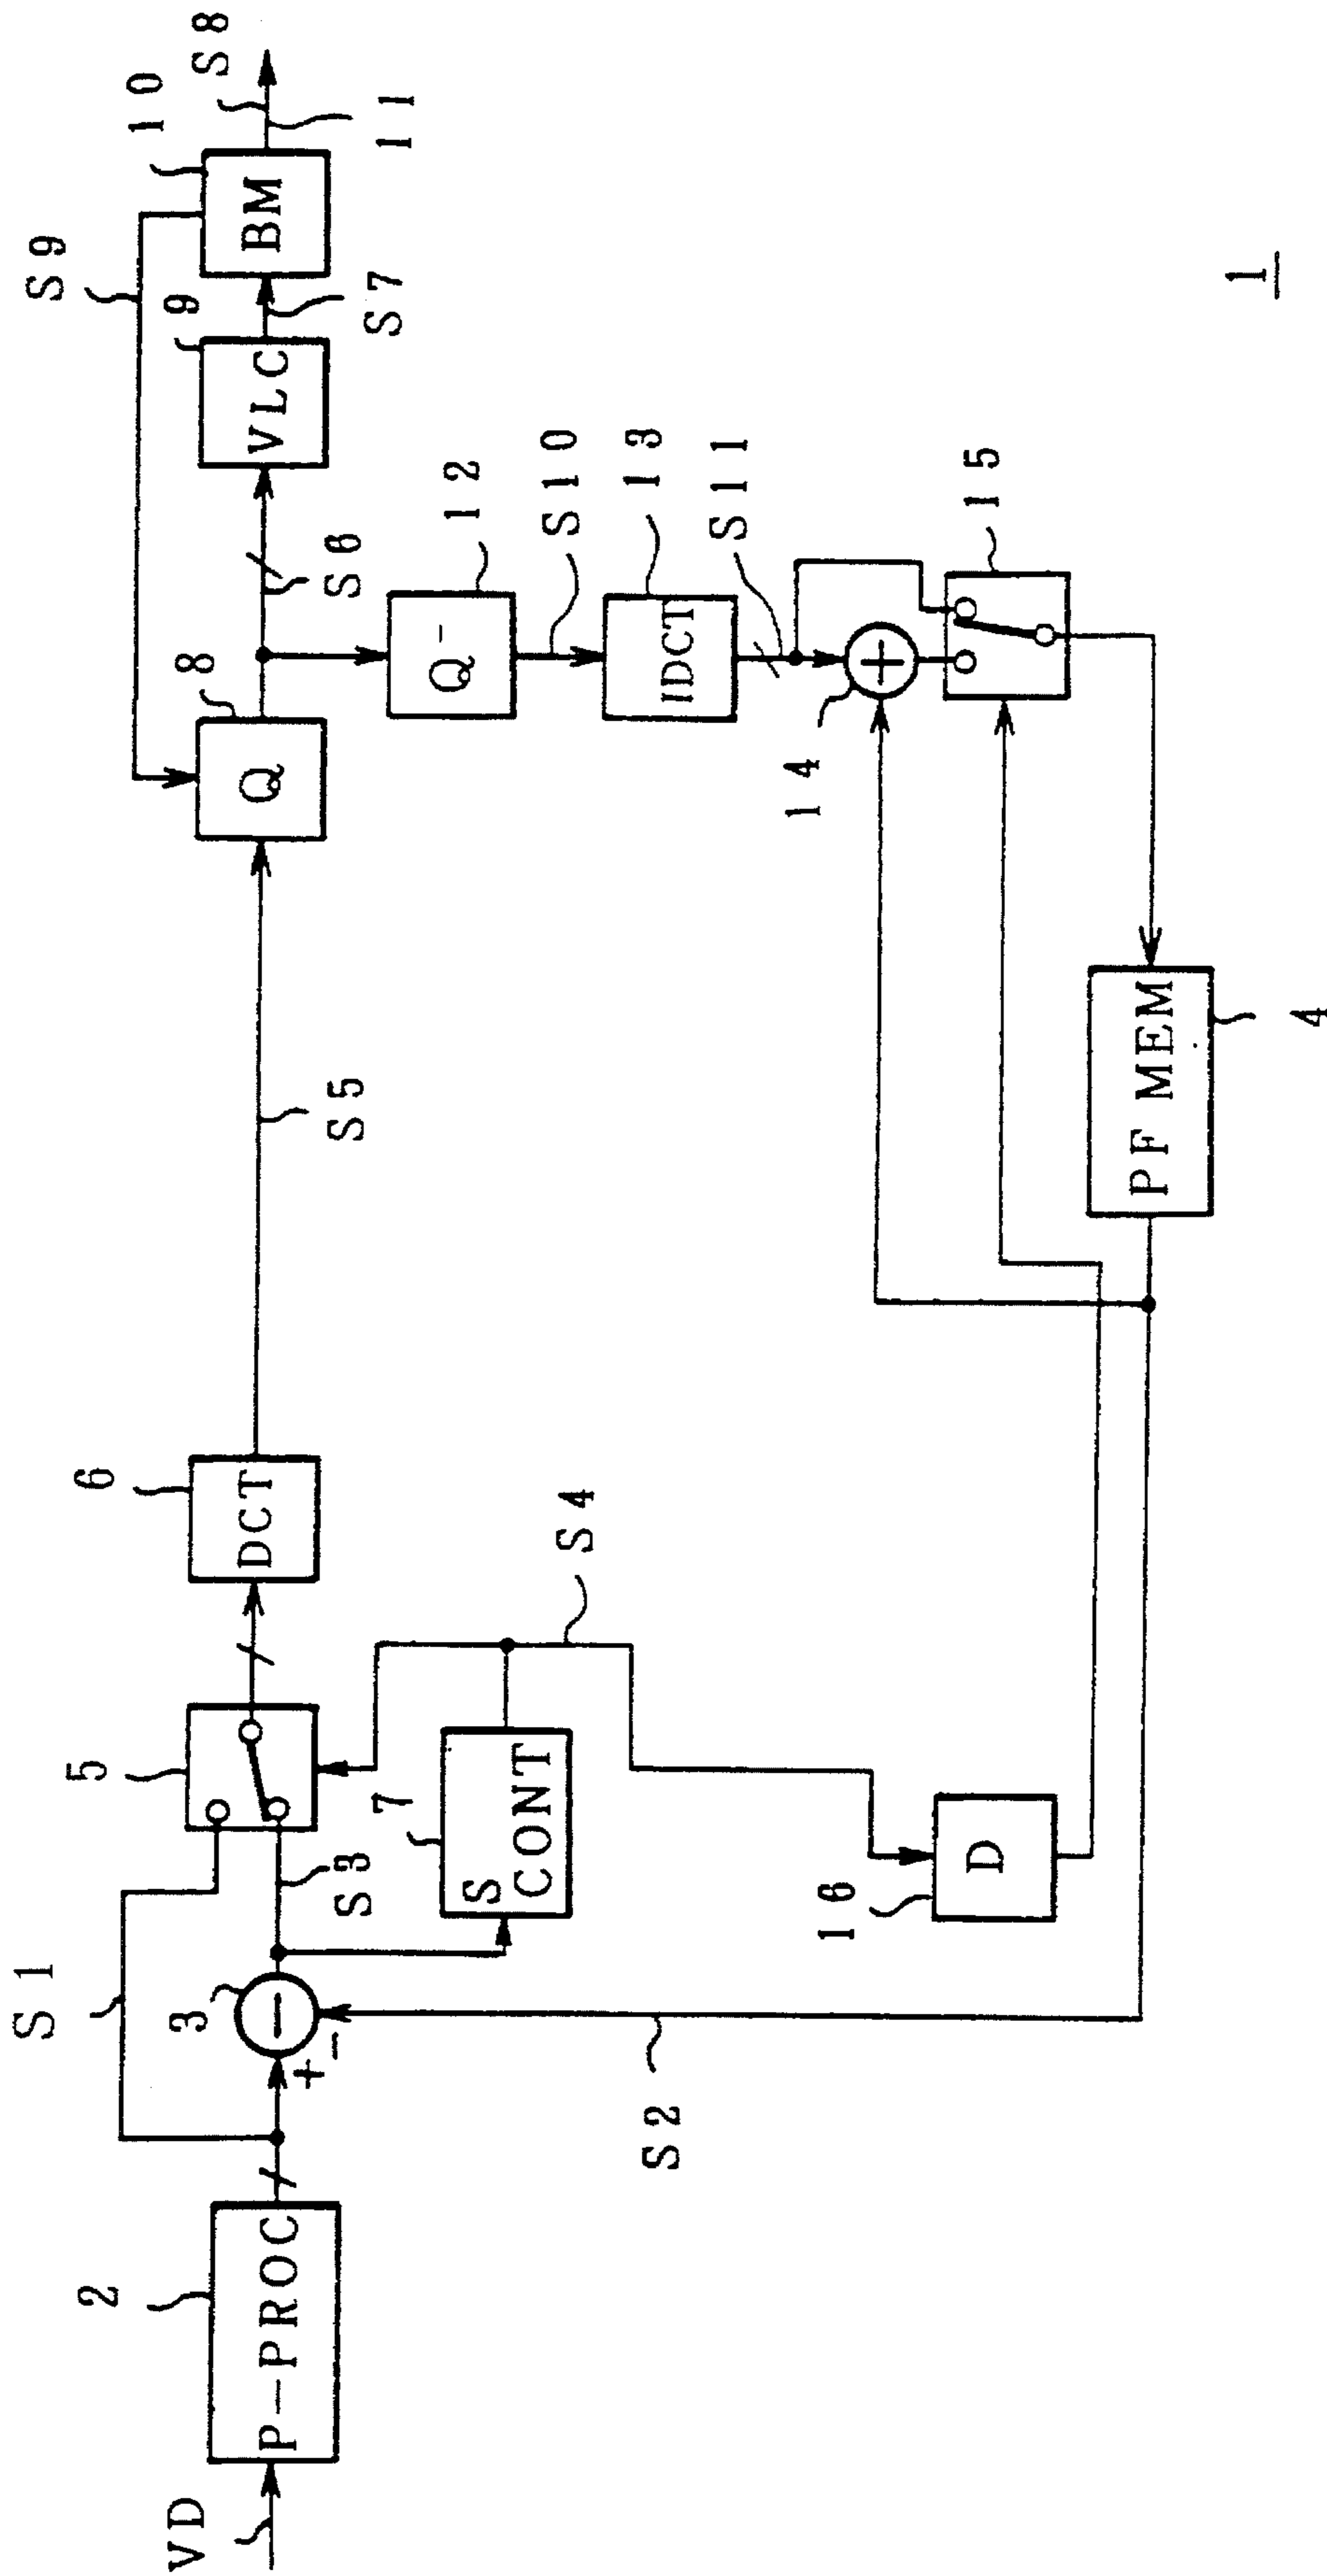 VD
2
P-PROC
S1
3
+
−
S3
S2
5
7
S
CONT
S4
6
DCT
16
D
S5
8
Q
S9
S6
9
VLC
S7
10
BM
S8
11
12
Q⁻
S10
13
IDCT
S11
14
+
15
PF MEM
4
1